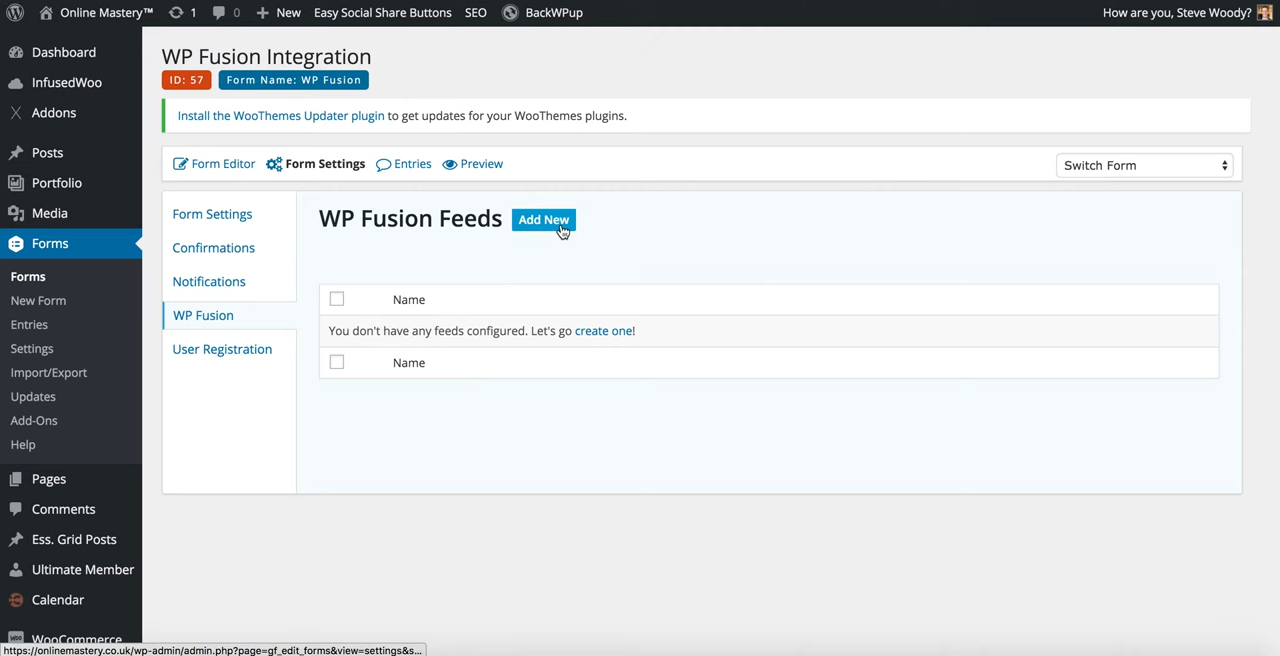 Online Mastery™ 1 0 New Easy Social Share Buttons SEO BackWPup How are you, Steve Woody?
Dashboard
InfusedWoo
Addons
Posts
Portfolio
Media
Forms
Forms
New Form
Entries
Settings
Import/Export
Updates
Add-Ons
Help
Pages
Comments
Ess. Grid Posts
Ultimate Member
Calendar
WooCommerce
WP Fusion Integration
ID: 57 Form Name: WP Fusion
Install the WooThemes Updater plugin to get updates for your WooThemes plugins.
Form Editor Form Settings Entries Preview Switch Form
Form Settings
Confirmations
Notifications
WP Fusion
User Registration
WP Fusion Feeds Add New
Name
You don't have any feeds configured. Let's go create one!
Name
https://onlinemastery.co.uk/wp-admin/admin.php?page=gf_edit_forms&view=settings&s...